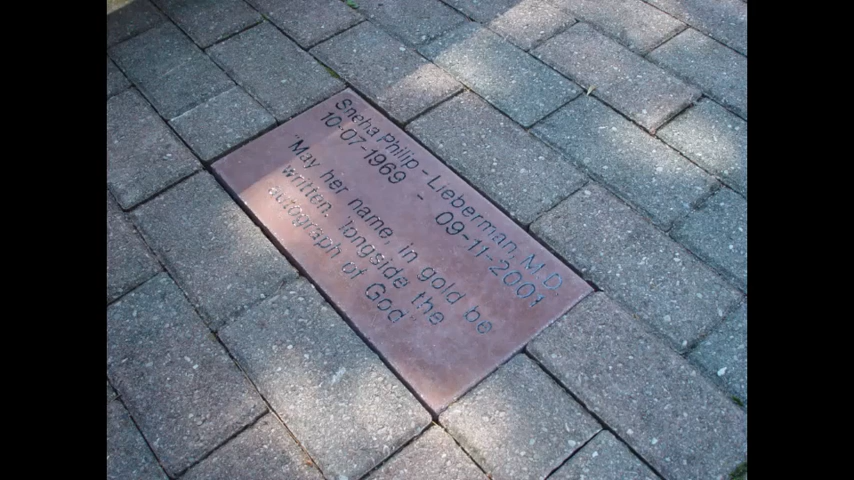 Sneha Philip - Lieberman, M.D.
10-07-1969 - 09-11-2001
"May her name, in gold be
written, 'longside the
autograph of God"